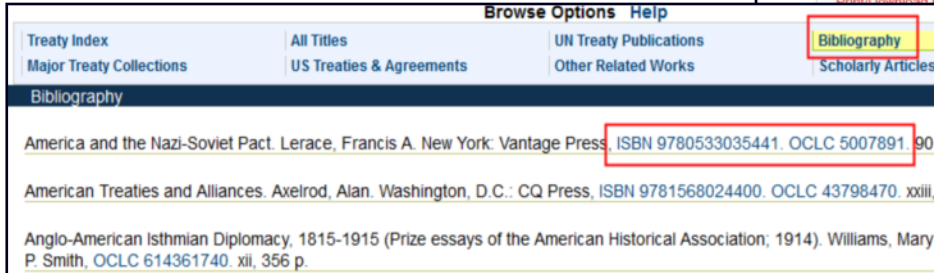 Browse Options Help
Treaty Index All Titles UN Treaty Publications Bibliography
Major Treaty Collections US Treaties & Agreements Other Related Works Scholarly Articles
Bibliography
America and the Nazi-Soviet Pact. Lerace, Francis A. New York: Vantage Press, ISBN 9780533035441. OCLC 5007891. 90
American Treaties and Alliances. Axelrod, Alan. Washington, D.C.: CQ Press, ISBN 9781568024400. OCLC 43798470. xxiii,
Anglo-American Isthmian Diplomacy, 1815-1915 (Prize essays of the American Historical Association; 1914). Williams, Mary
P. Smith, OCLC 614361740. xii, 356 p.